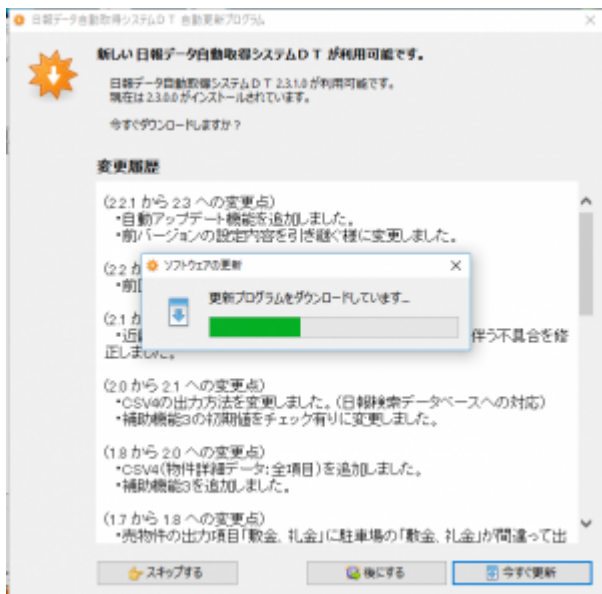 日報データ自動取得システムDT 自動更新プログラム
新しい 日報データ自動取得システムDT が利用可能です。
日報データ自動取得システムDT 2.3.1.0 が利用可能です。
現在は 2.3.0.0 がインストールされています。
今すぐダウンロードしますか?
変更履歴
(2.2.1 から 2.3 への変更点)
・自動アップデート機能を追加しました。
・前バージョンの設定内容を引き継ぐ様に変更しました。
(2.2 か
・前回
ソフトウェアの更新
更新プログラムをダウンロードしています...
(2.1 か
・近
伴う不具合を修
正しました。
(2.0 から 2.1 への変更点)
・CSV4の出力方法を変更しました。(日報検索データベースへの対応)
・補助機能3の初期値をチェック有りに変更しました。
(1.8 から 2.0 への変更点)
・CSV4(物件詳細データ:全項目)を追加しました。
・補助機能3を追加しました。
(1.7 から 1.8 への変更点)
・売物件の出力項目「敷金、礼金」に駐車場の「敷金、礼金」が間違って出
スキップする
後にする
今すぐ更新